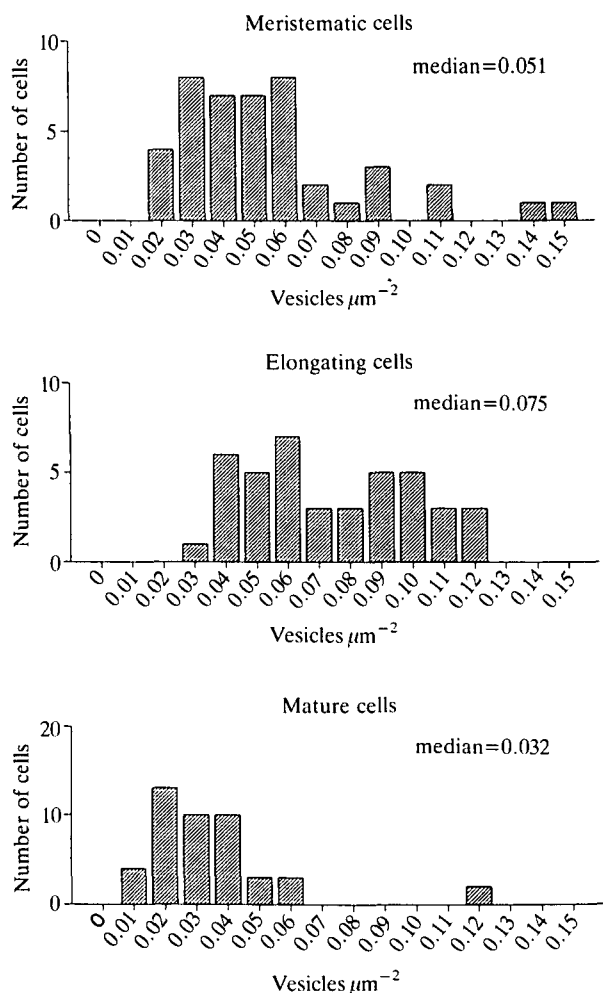 Meristematic cells
median=0.051
Number of cells
10
5
0
0 0.01 0.02 0.03 0.04 0.05 0.06 0.07 0.08 0.09 0.10 0.11 0.12 0.13 0.14 0.15
Vesicles μm⁻²
Elongating cells
median=0.075
Number of cells
10
5
0
0 0.01 0.02 0.03 0.04 0.05 0.06 0.07 0.08 0.09 0.10 0.11 0.12 0.13 0.14 0.15
Vesicles μm⁻²
Mature cells
median=0.032
Number of cells
20
10
0
0 0.01 0.02 0.03 0.04 0.05 0.06 0.07 0.08 0.09 0.10 0.11 0.12 0.13 0.14 0.15
Vesicles μm⁻²